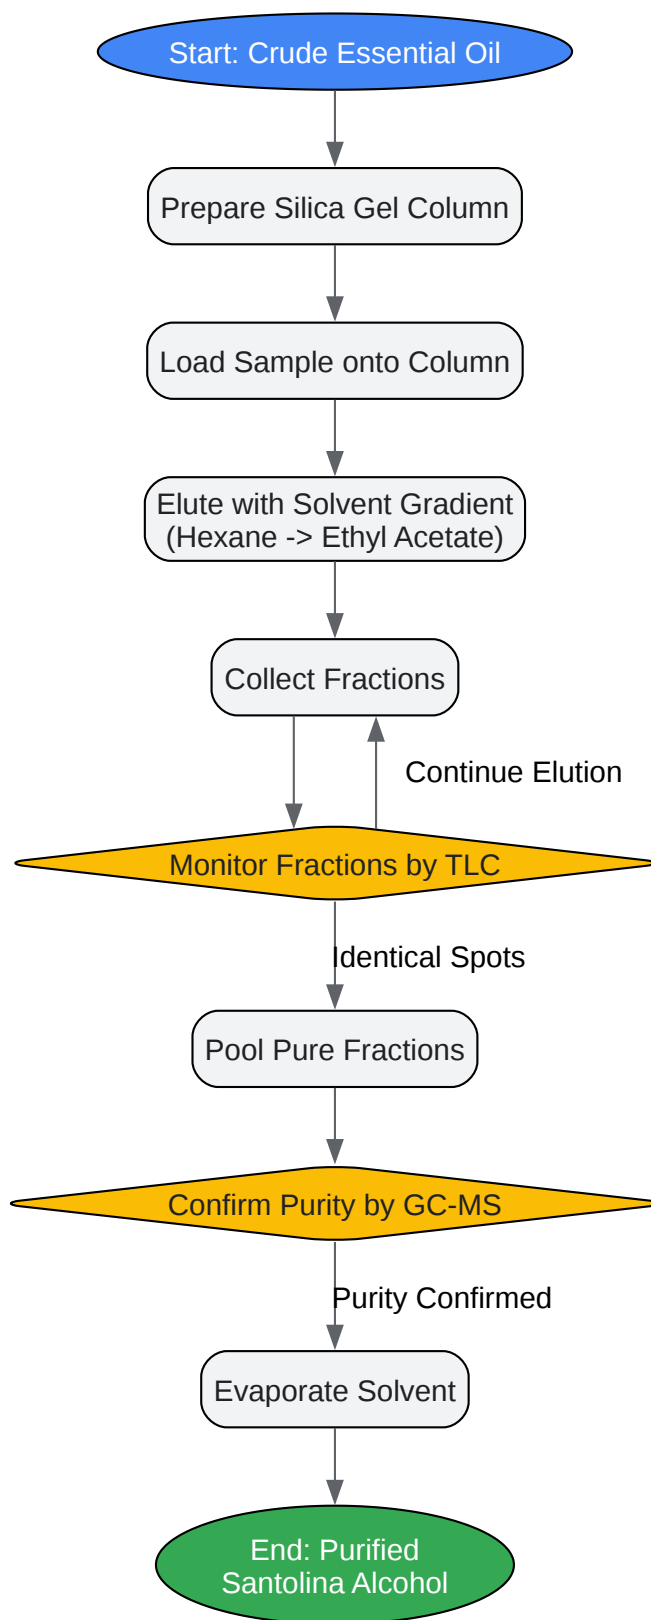 Start: Crude Essential Oil
Prepare Silica Gel Column
Load Sample onto Column
Elute with Solvent Gradient
(Hexane -> Ethyl Acetate)
Collect Fractions
Continue Elution
Monitor Fractions by TLC
Identical Spots
Pool Pure Fractions
Confirm Purity by GC-MS
Purity Confirmed
Evaporate Solvent
End: Purified
Santolina Alcohol